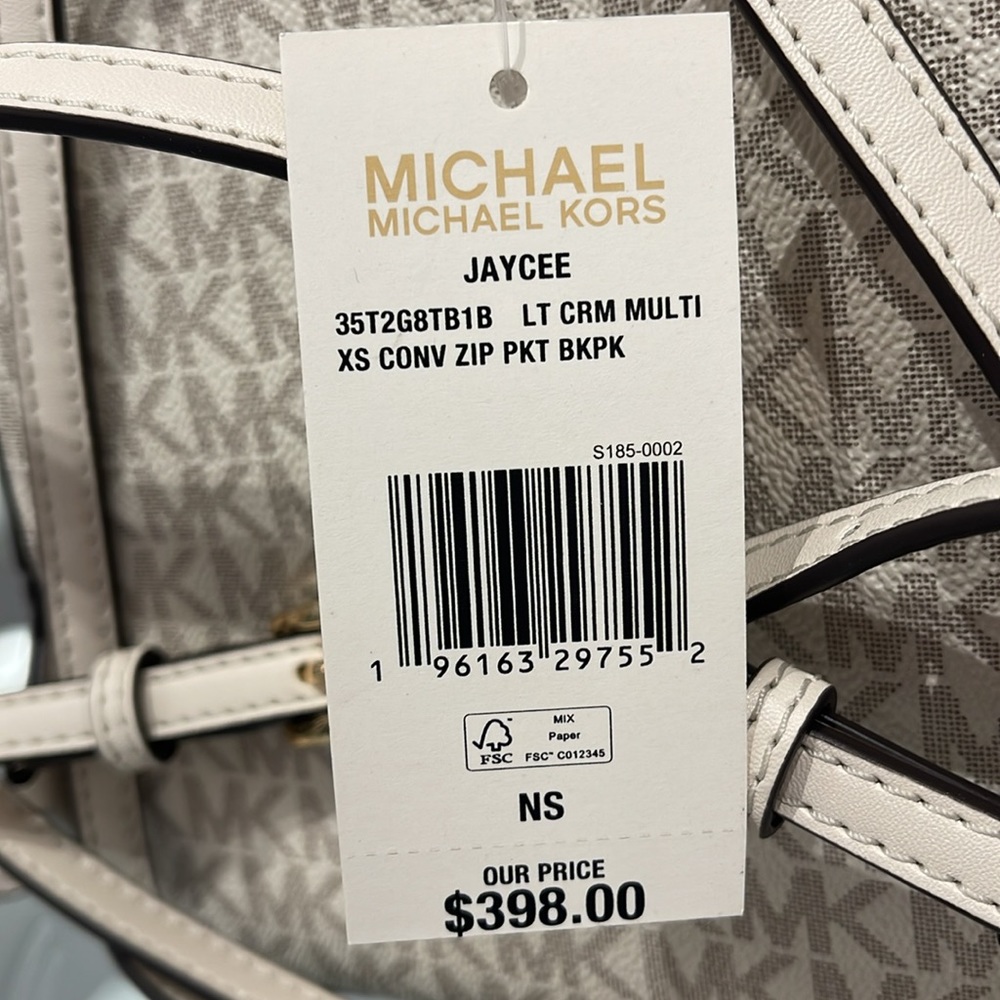 MICHAEL
MICHAEL KORS
JAYCEE
35T2G8TB1B LT CRM MULTI
XS CONV ZIP PKT BKPK
S185-0002
1 96163 29755 2
FSC
MIX
Paper
FSC™ C012345
NS
OUR PRICE
$398.00